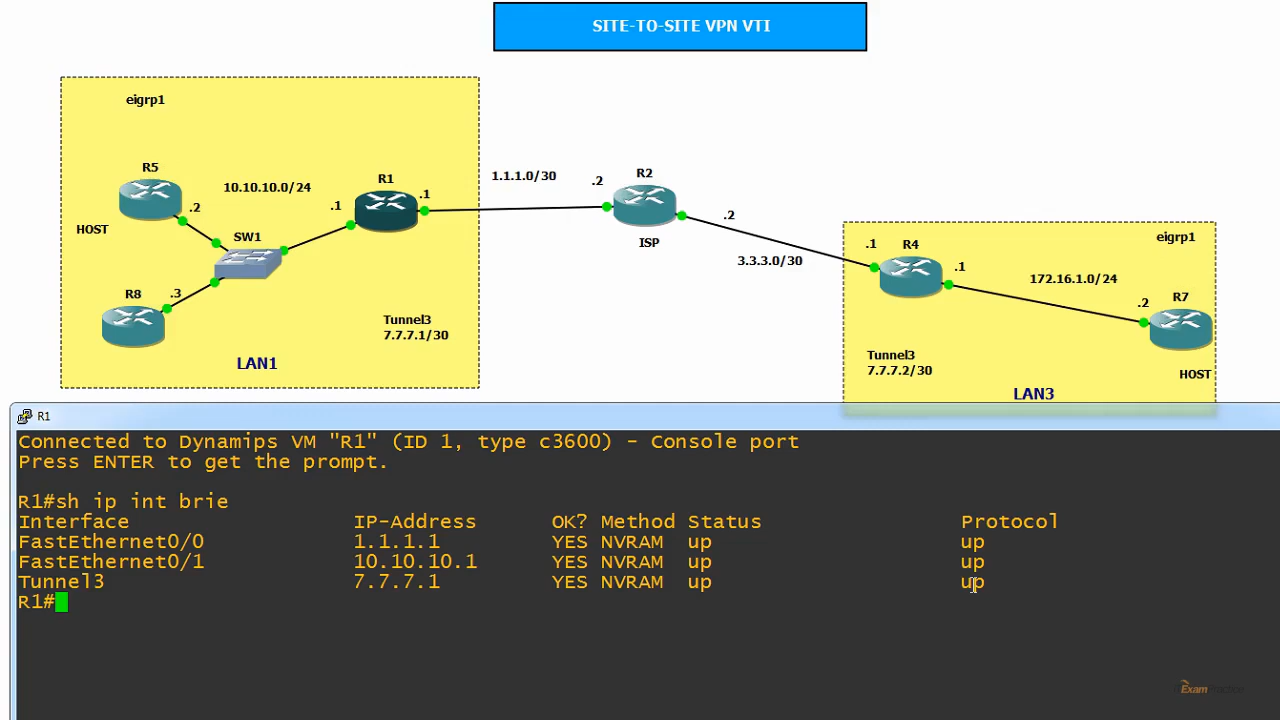 SITE-TO-SITE VPN VTI
eigrp1
R5
10.10.10.0/24
R1
.1
.1
.2
HOST
SW1
R8
.3
Tunnel3
7.7.7.1/30
LAN1
1.1.1.0/30
.2
R2
ISP
.2
3.3.3.0/30
eigrp1
.1
R4
.1
172.16.1.0/24
.2
R7
Tunnel3
7.7.7.2/30
HOST
LAN3
R1
Connected to Dynamips VM "R1" (ID 1, type c3600) - Console port
Press ENTER to get the prompt.
R1#sh ip int brie
Interface IP-Address OK? Method Status Protocol
FastEthernet0/0 1.1.1.1 YES NVRAM up up
FastEthernet0/1 10.10.10.1 YES NVRAM up up
Tunnel3 7.7.7.1 YES NVRAM up up
R1#